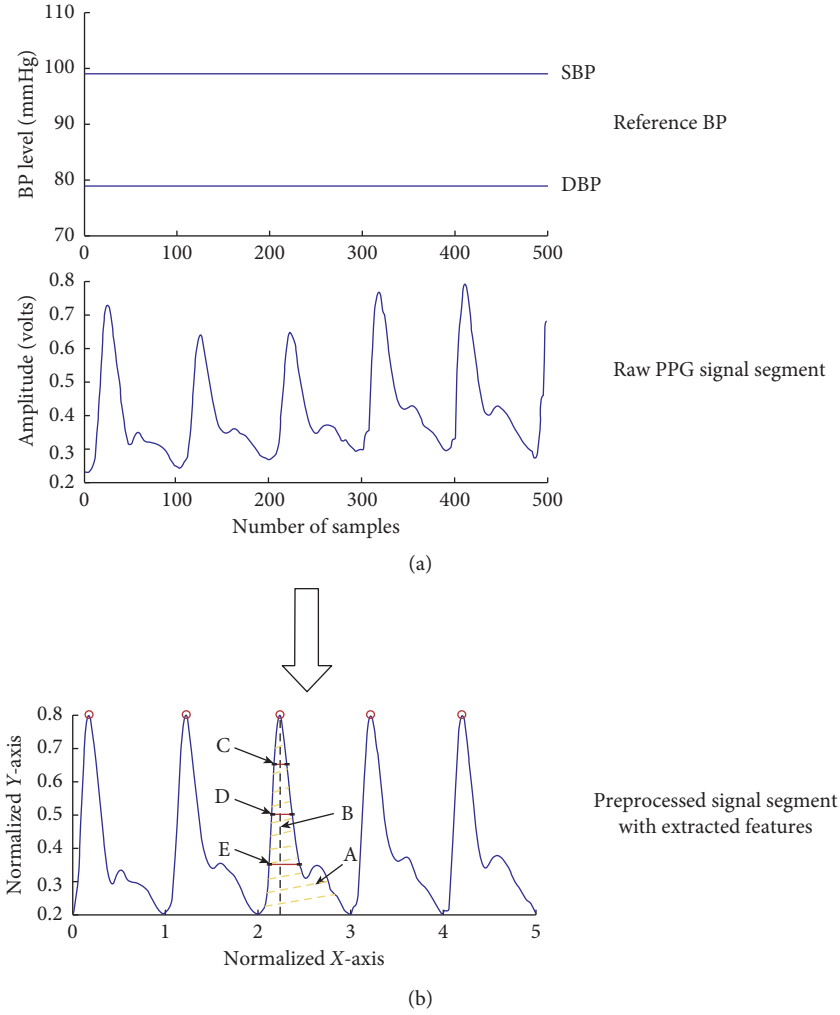 110
100
90
80
70
BP level (mmHg)
SBP
DBP
Reference BP
0 100 200 300 400 500
0.8
0.7
0.6
0.5
0.4
0.3
0.2
Amplitude (volts)
Raw PPG signal segment
0 100 200 300 400 500
Number of samples
(a)
0.8
0.7
0.6
0.5
0.4
0.3
0.2
Normalized Y-axis
C
D
B
E
A
Preprocessed signal segment
with extracted features
0 1 2 3 4 5
Normalized X-axis
(b)